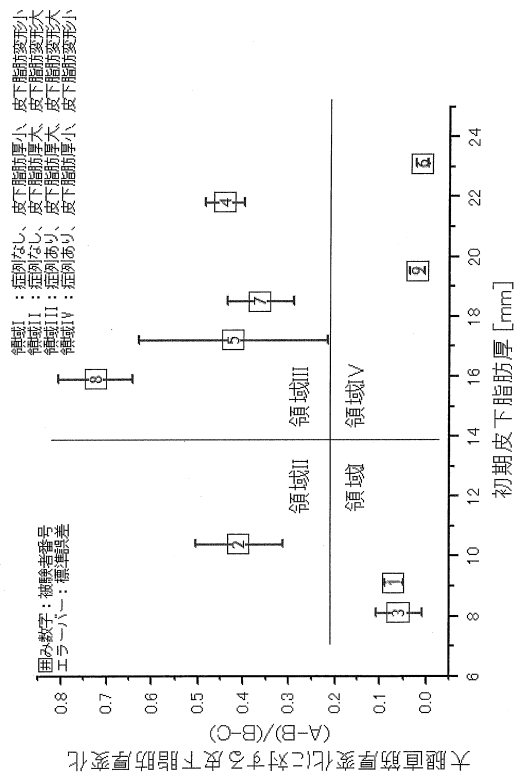 囲み数字：被験者番号
エラーバー：標準誤差
領域I ：症例なし、皮下脂肪厚小、皮下脂肪変形小
領域II ：症例なし、皮下脂肪厚大、皮下脂肪変形大
領域III：症例あり、皮下脂肪厚大、皮下脂肪変形大
領域IV ：症例あり、皮下脂肪厚小、皮下脂肪変形小
大腿直筋厚変化に対する皮下脂肪厚変化
(A-B)/(B-C)
0.8
0.7
0.6
0.5
0.4
0.3
0.2
0.1
0.0
8
4
2
5
7
領域II
領域III
領域I
領域IV
3
1
9
6
6
8
10
12
14
16
18
20
22
24
初期皮下脂肪厚 [mm]